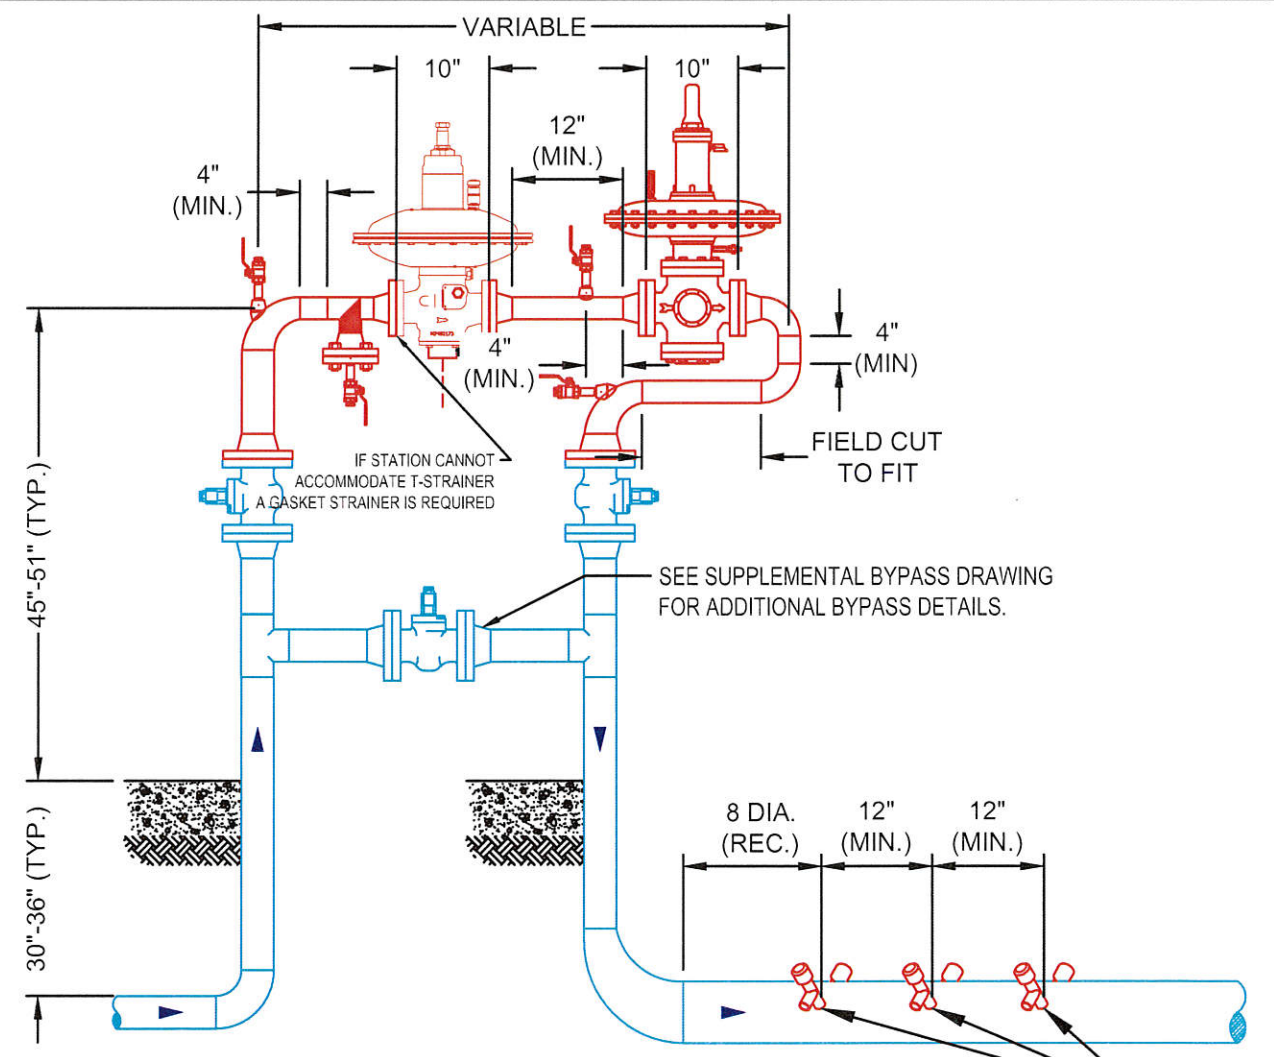 VARIABLE
10"
10"
12"
(MIN.)
4"
(MIN.)
4"
(MIN.)
4"
(MIN)
FIELD CUT
TO FIT
IF STATION CANNOT
ACCOMMODATE T-STRAINER
A GASKET STRAINER IS REQUIRED
45"-51" (TYP.)
SEE SUPPLEMENTAL BYPASS DRAWING
FOR ADDITIONAL BYPASS DETAILS.
30"-36" (TYP.)
8 DIA.
(REC.)
12"
(MIN.)
12"
(MIN.)